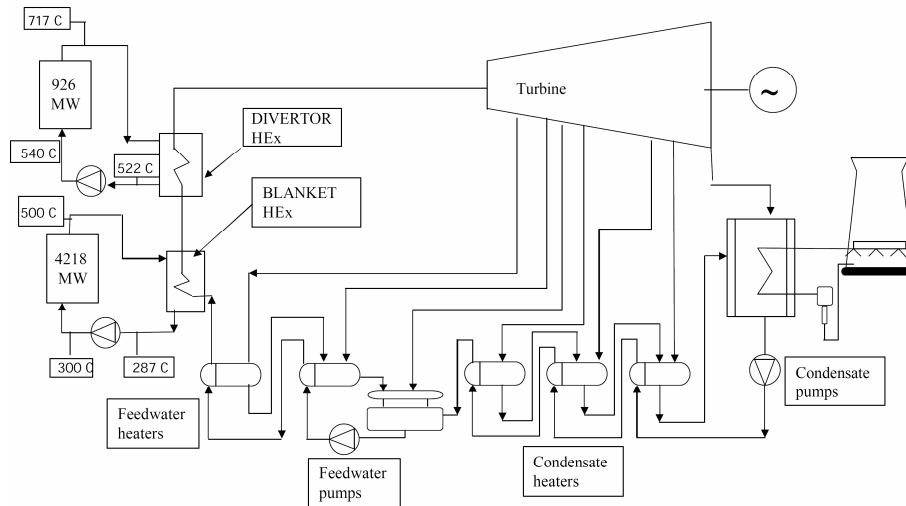 717 C
926
MW
540 C
522 C
DIVERTOR
HEx
Turbine
~
BLANKET
HEx
500 C
4218
MW
300 C
287 C
Feedwater
heaters
Feedwater
pumps
Condensate
heaters
Condensate
pumps